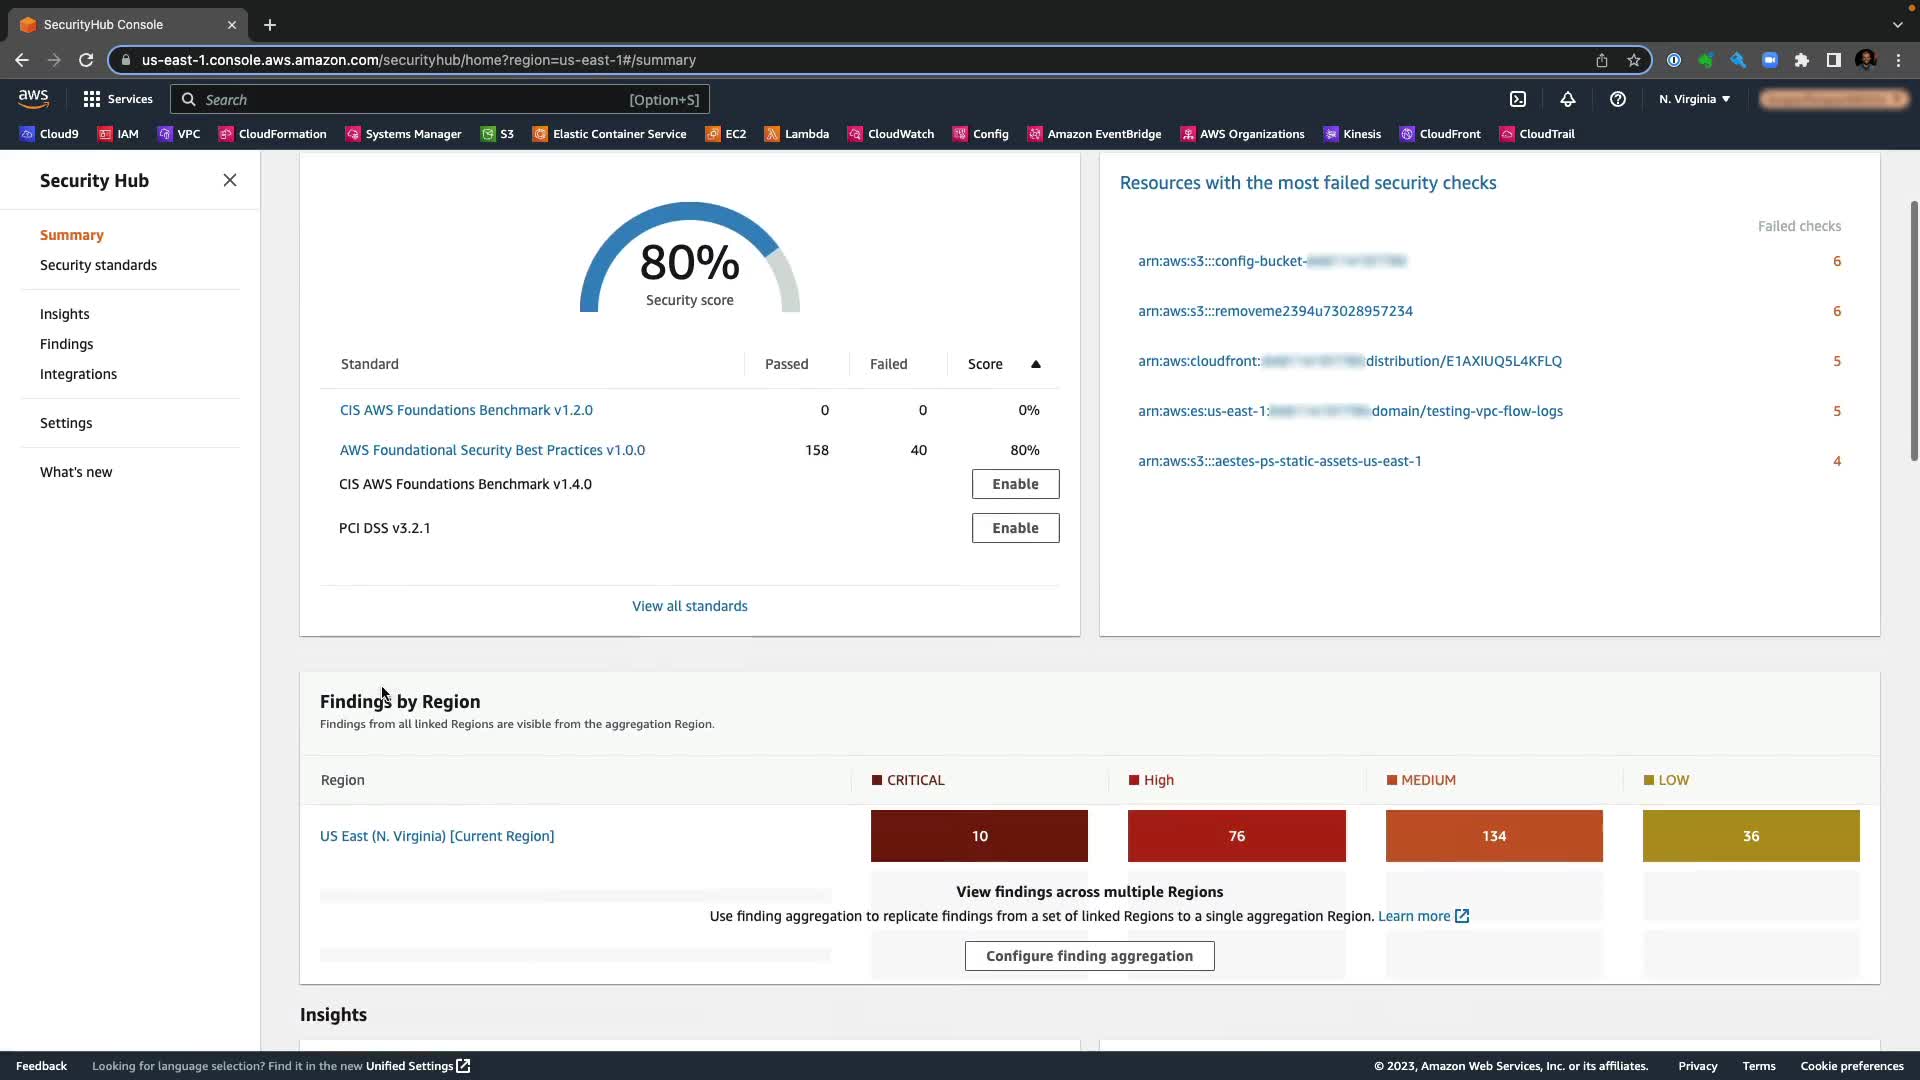 SecurityHub Console
us-east-1.console.aws.amazon.com/securityhub/home?region=us-east-1#/summary
aws
Services
Search
[Option+S]
N. Virginia
Cloud9
IAM
VPC
CloudFormation
Systems Manager
S3
Elastic Container Service
EC2
Lambda
CloudWatch
Config
Amazon EventBridge
AWS Organizations
Kinesis
CloudFront
CloudTrail
Security Hub
Summary
Security standards
Insights
Findings
Integrations
Settings
What's new
80%
Security score
Standard Passed Failed Score
CIS AWS Foundations Benchmark v1.2.0 0 0 0%
AWS Foundational Security Best Practices v1.0.0 158 40 80%
CIS AWS Foundations Benchmark v1.4.0 Enable
PCI DSS v3.2.1 Enable
View all standards
Resources with the most failed security checks
Failed checks
arn:aws:s3:::config-bucket- 6
arn:aws:s3:::removeme2394u73028957234 6
arn:aws:cloudfront: distribution/E1AXIUQ5L4KFLQ 5
arn:aws:es:us-east-1: domain/testing-vpc-flow-logs 5
arn:aws:s3:::aestes-ps-static-assets-us-east-1 4
Findings by Region
Findings from all linked Regions are visible from the aggregation Region.
Region CRITICAL High MEDIUM LOW
US East (N. Virginia) [Current Region] 10 76 134 36
View findings across multiple Regions
Use finding aggregation to replicate findings from a set of linked Regions to a single aggregation Region. Learn more
Configure finding aggregation
Insights
Feedback
Looking for language selection? Find it in the new Unified Settings
© 2023, Amazon Web Services, Inc. or its affiliates.
Privacy
Terms
Cookie preferences